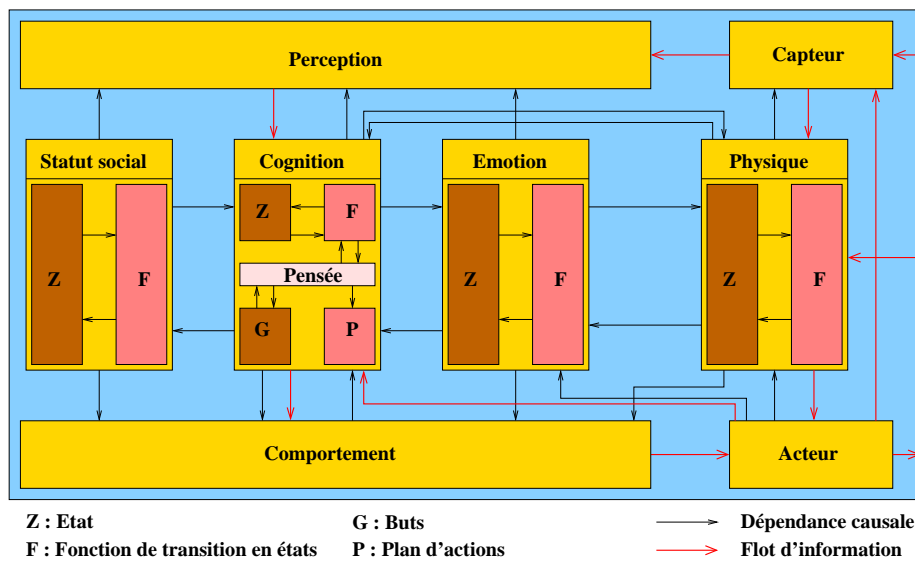 Perception
Capteur
Statut social
Cognition
Emotion
Physique
Z
F
Z
F
Pensée
G
P
Z
F
Z
F
Comportement
Acteur
Z : Etat
G : Buts
Dépendance causale
F : Fonction de transition en états
P : Plan d'actions
Flot d'information